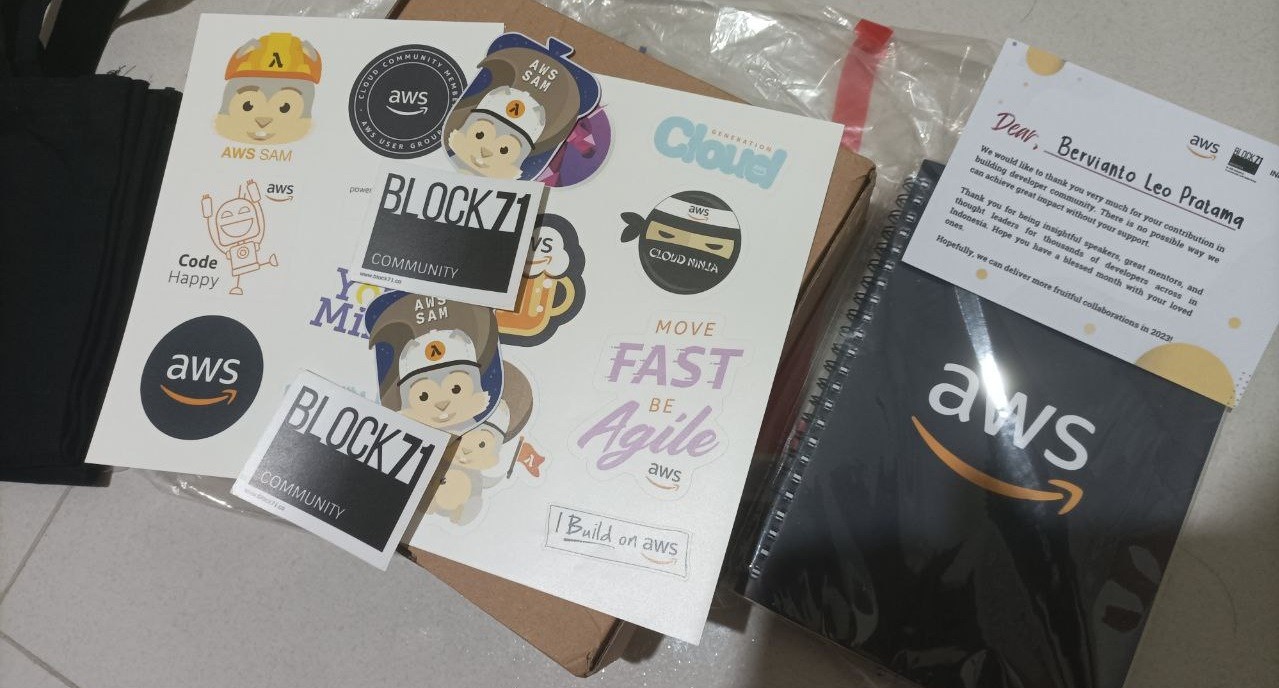 AWS SAM
CLOUD COMMUNITY MEMBER
aws
AWS USER GROUP
AWS
SAM
GENERATION
Cloud
aws
Code
Happy
power
BLOCK71
COMMUNITY
www.block71.co
aws
CLOUD NINJA
aws
AWS
SAM
MOVE
FAST
BE
Agile
aws
BLOCK71
COMMUNITY
www.block71.co
I Build on aws
aws
BLOCK71
Dear, Bervianto Leo Pratama
We would like to thank you very much for your contribution in
building developer community. There is no possible way we
can achieve great impact without your support.
Thank you for being insightful speakers, great mentors, and
thought leaders for thousands of developers across in
Indonesia. Hope you have a blessed month with your loved
ones.
Hopefully, we can deliver more fruitful collaborations in 2023!
aws